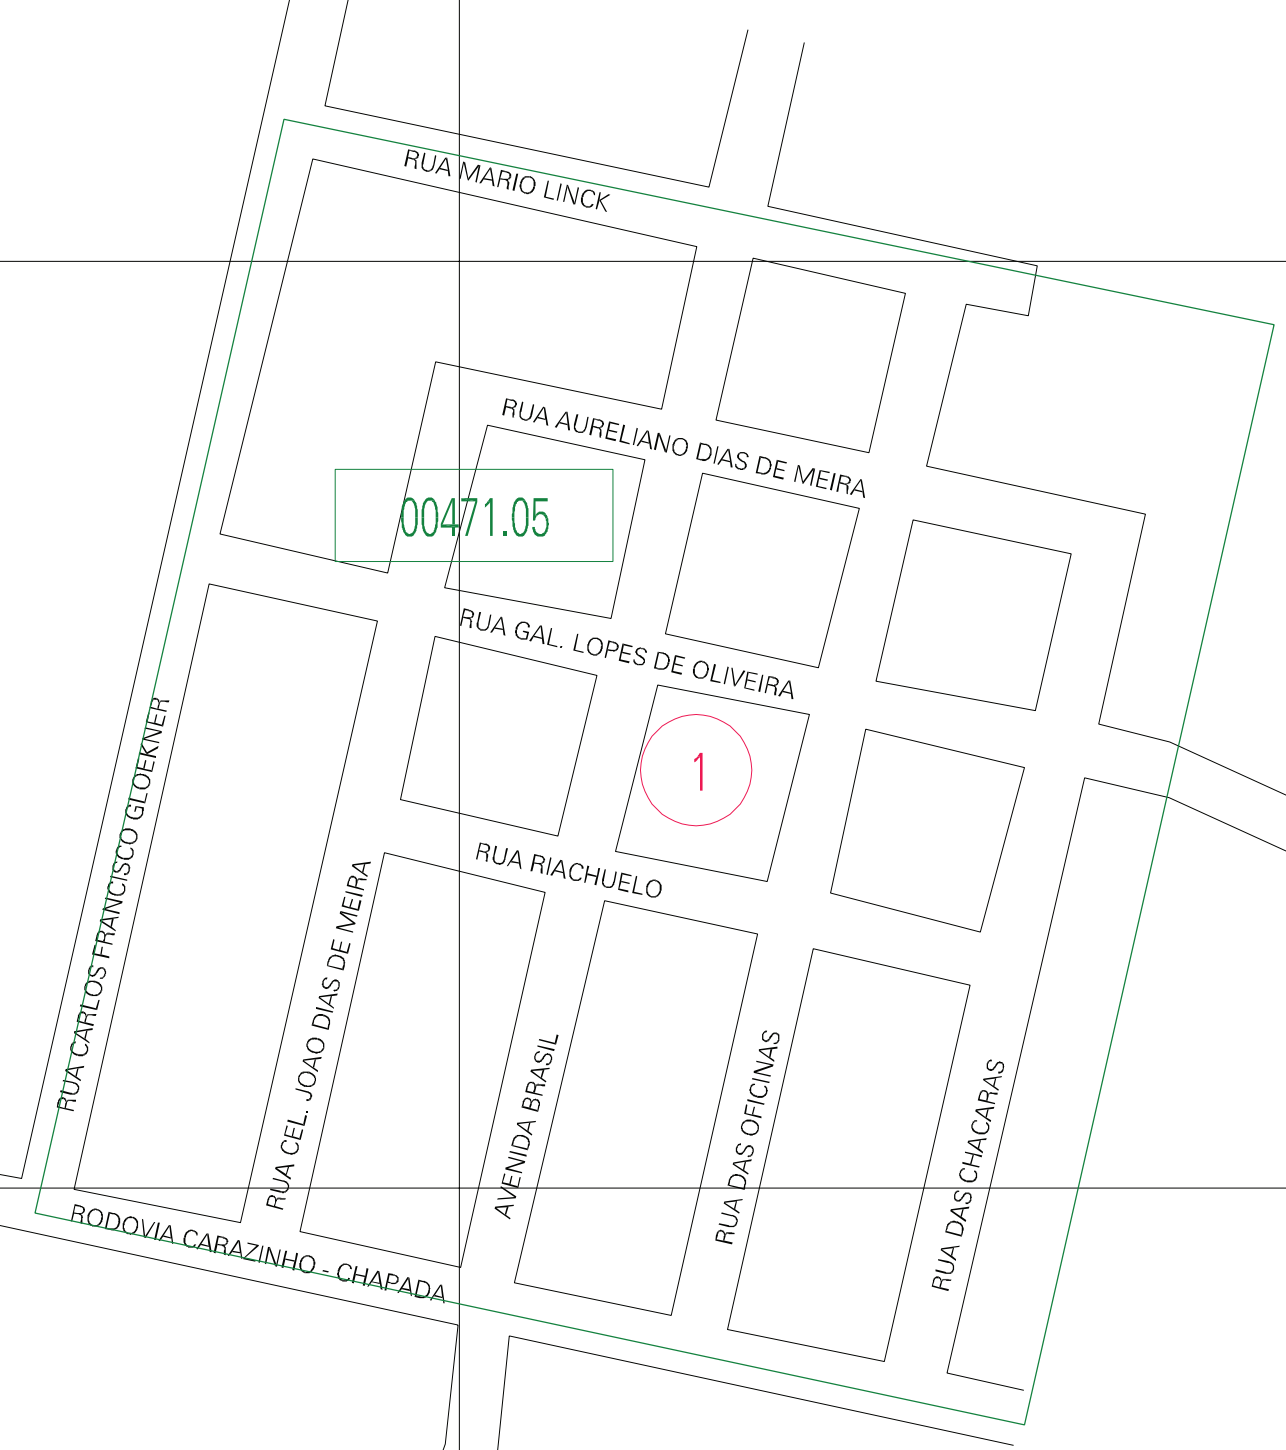 RUA MARIO LINCK
RUA AURELIANO DIAS DE MEIRA
00471.05
RUA GAL. LOPES DE OLIVEIRA
1
RUA RIACHUELO
RUA CARLOS FRANCISCO GLOEKNER
RUA CEL. JOAO DIAS DE MEIRA
AVENIDA BRASIL
RUA DAS OFICINAS
RUA DAS CHACARAS
RODOVIA CARAZINHO - CHAPADA